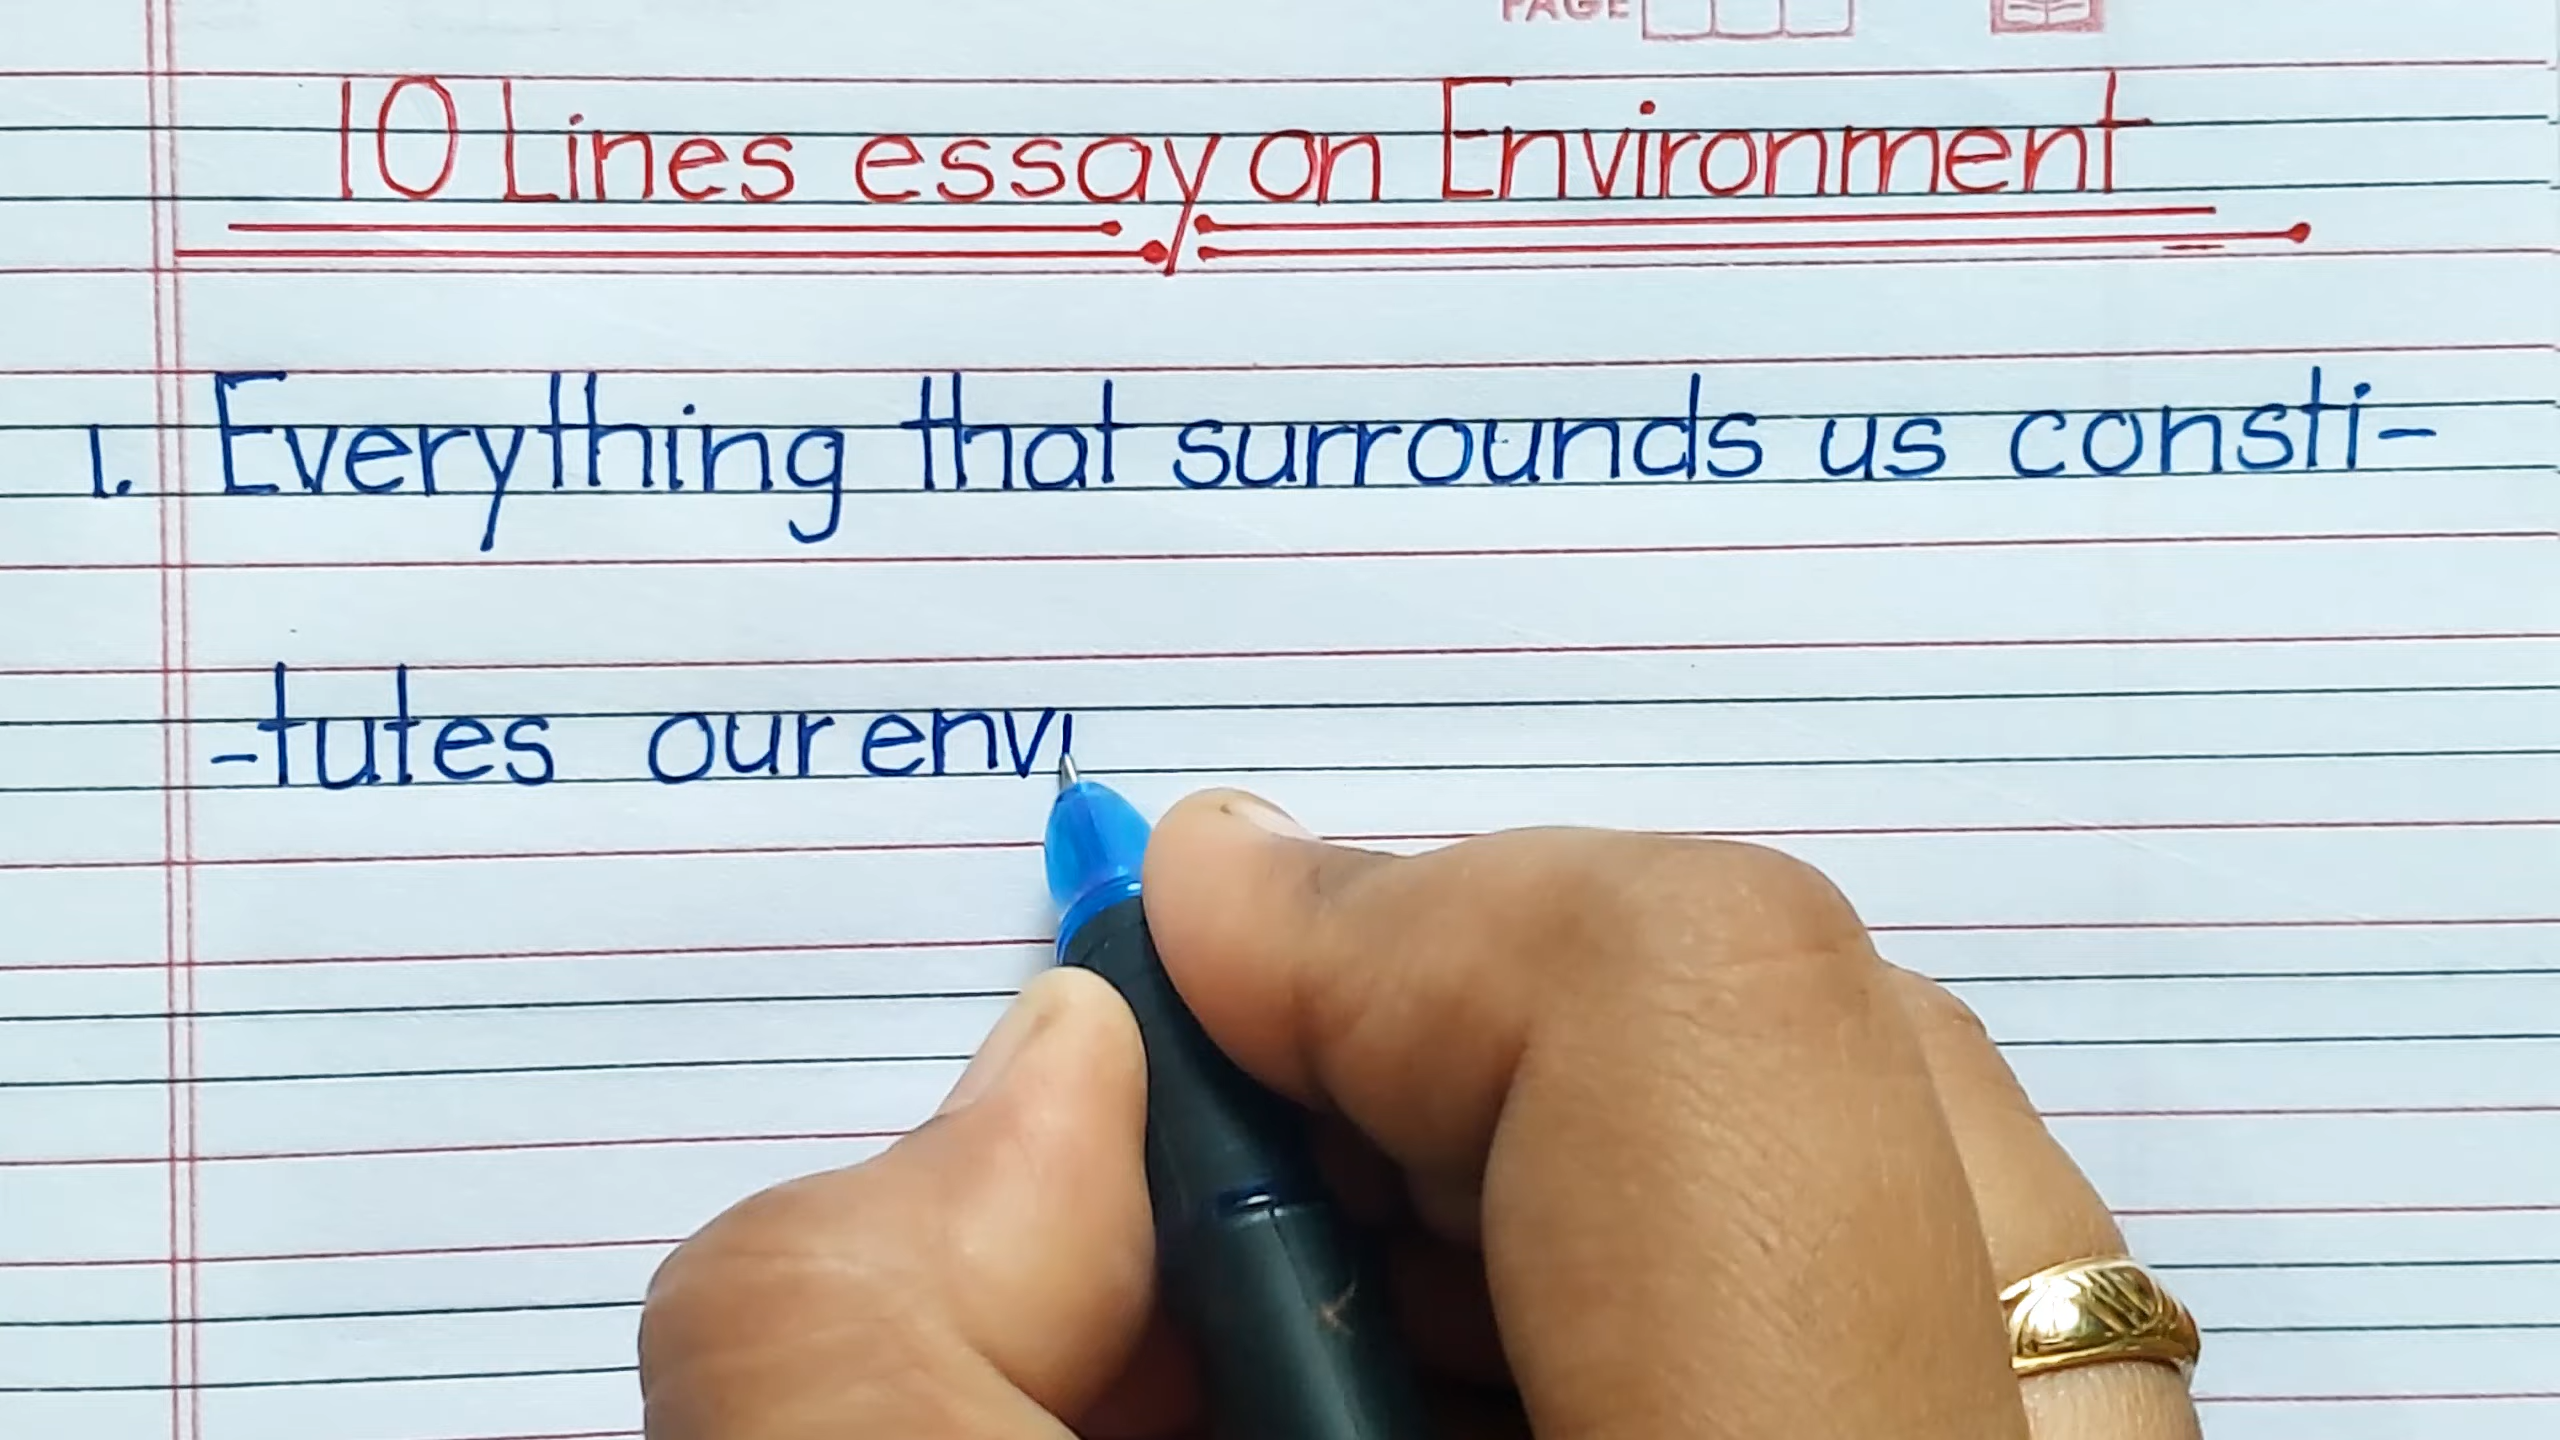 PAGE
10 Lines essay on Environment
1. Everything that surrounds us consti-
-tutes our envi